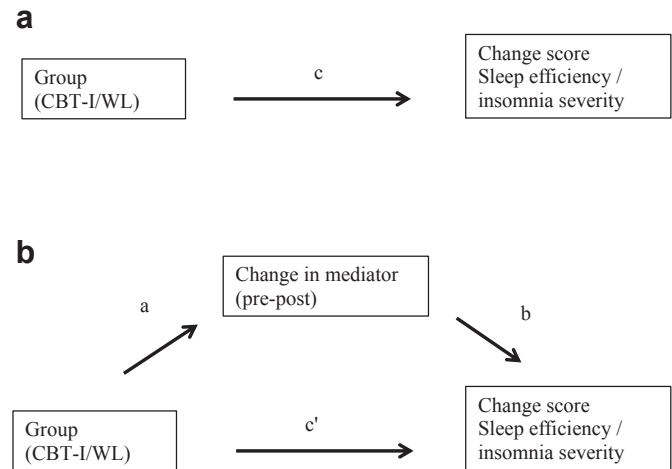 a
Group
(CBT-I/WL)
c
Change score
Sleep efficiency /
insomnia severity
b
Change in mediator
(pre-post)
a
b
Group
(CBT-I/WL)
c'
Change score
Sleep efficiency /
insomnia severity